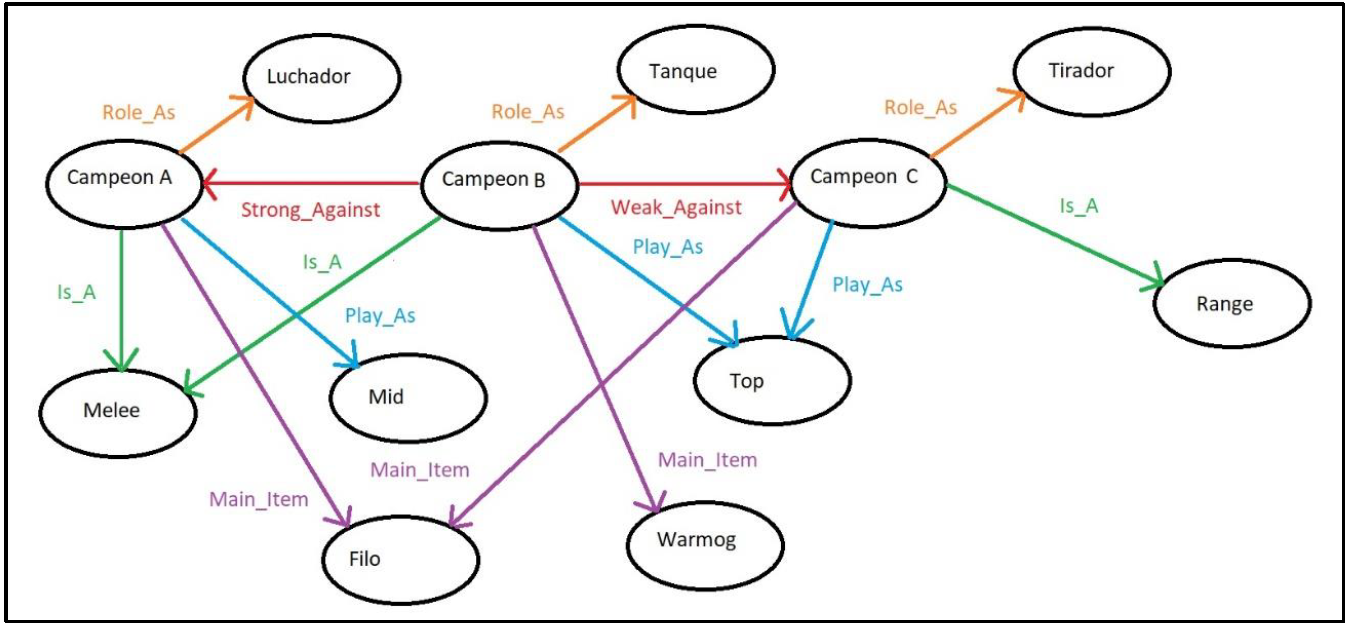 Luchador
Tanque
Tirador
Role_As
Role_As
Role_As
Campeon A
Campeon B
Campeon C
Strong_Against
Weak_Against
Is_A
Play_As
Is_A
Is_A
Play_As
Play_As
Range
Melee
Mid
Top
Main_Item
Main_Item
Main_Item
Filo
Warmog